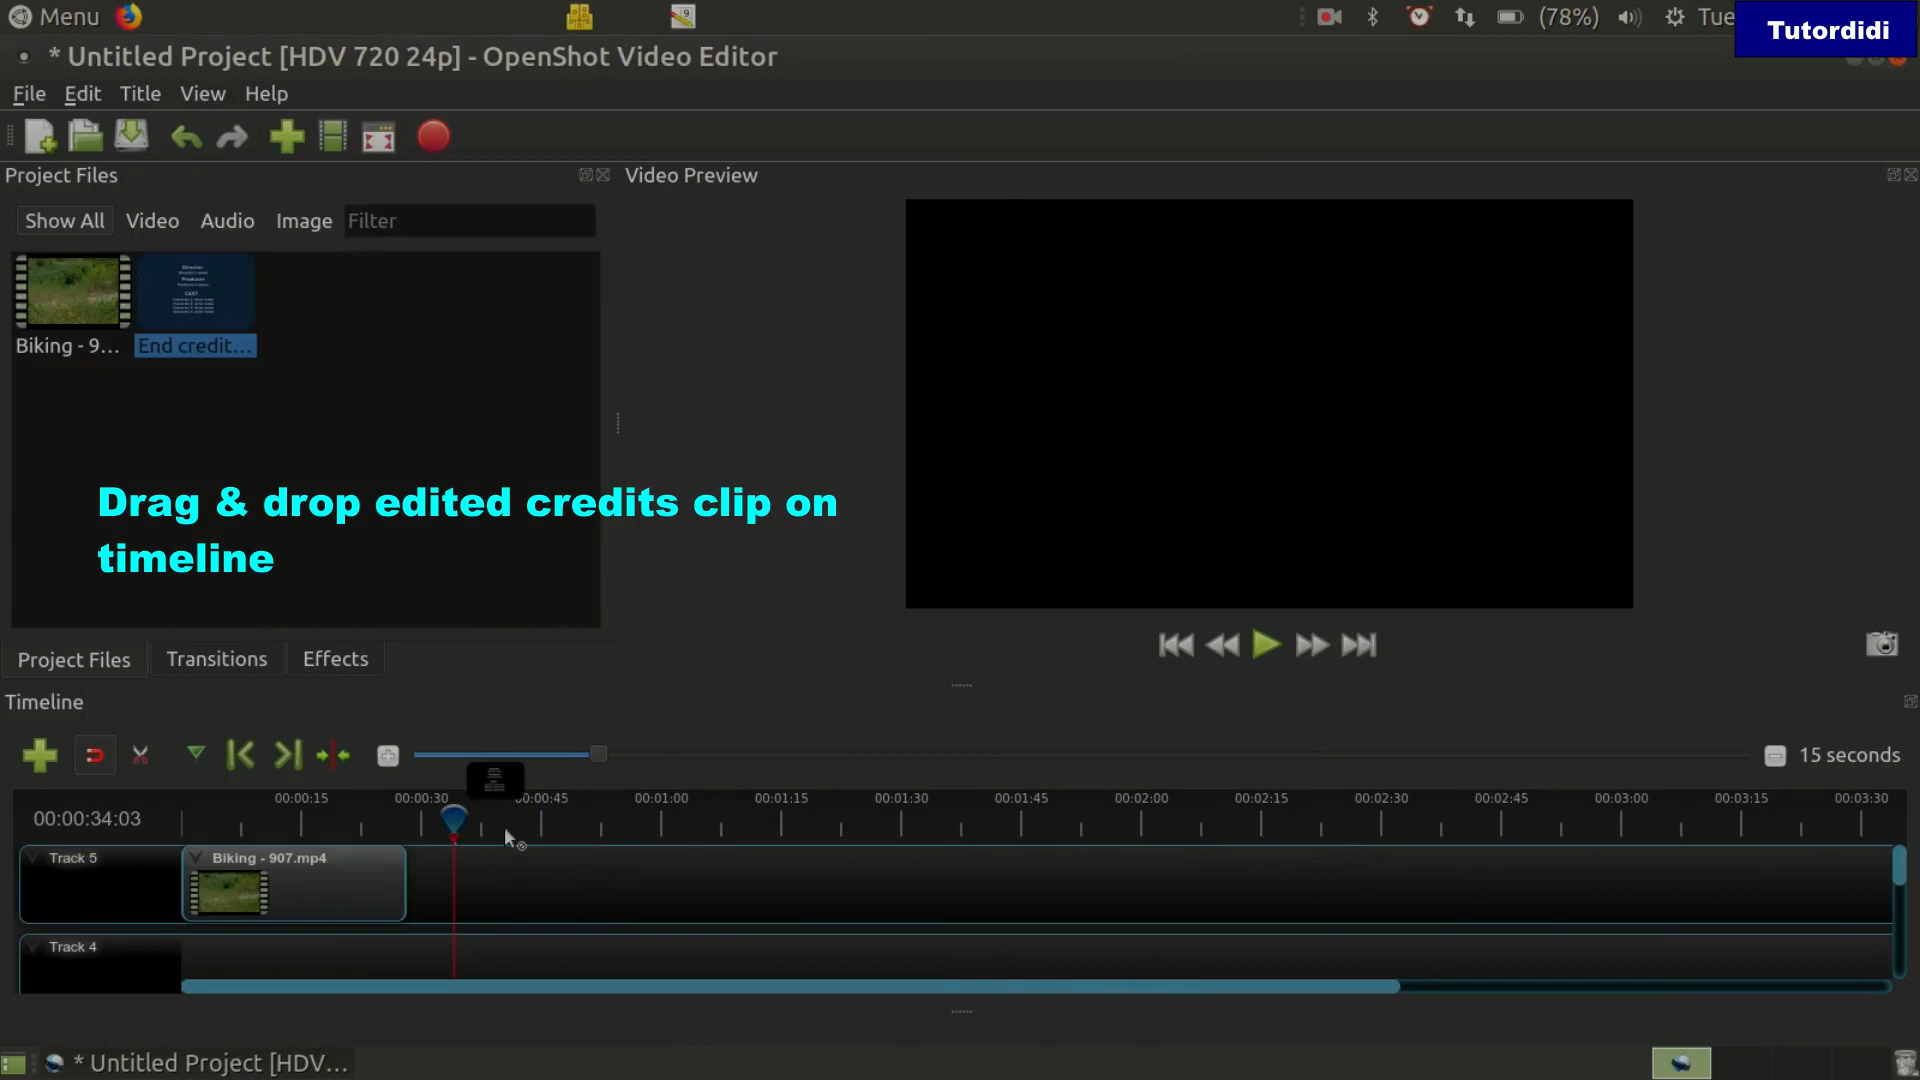 Menu
(78%)
Tue
Tutordidi
* Untitled Project [HDV 720 24p] - OpenShot Video Editor
File Edit Title View Help
Project Files
Video Preview
Show All Video Audio Image Filter
Biking - 9... End credit...
Drag & drop edited credits clip on
timeline
Project Files Transitions Effects
Timeline
15 seconds
00:00:15 00:00:30 00:00:45 00:01:00 00:01:15 00:01:30 00:01:45 00:02:00 00:02:15 00:02:30 00:02:45 00:03:00 00:03:15 00:03:30
00:00:34:03
Track 5 Biking - 907.mp4
Track 4
* Untitled Project [HDV...